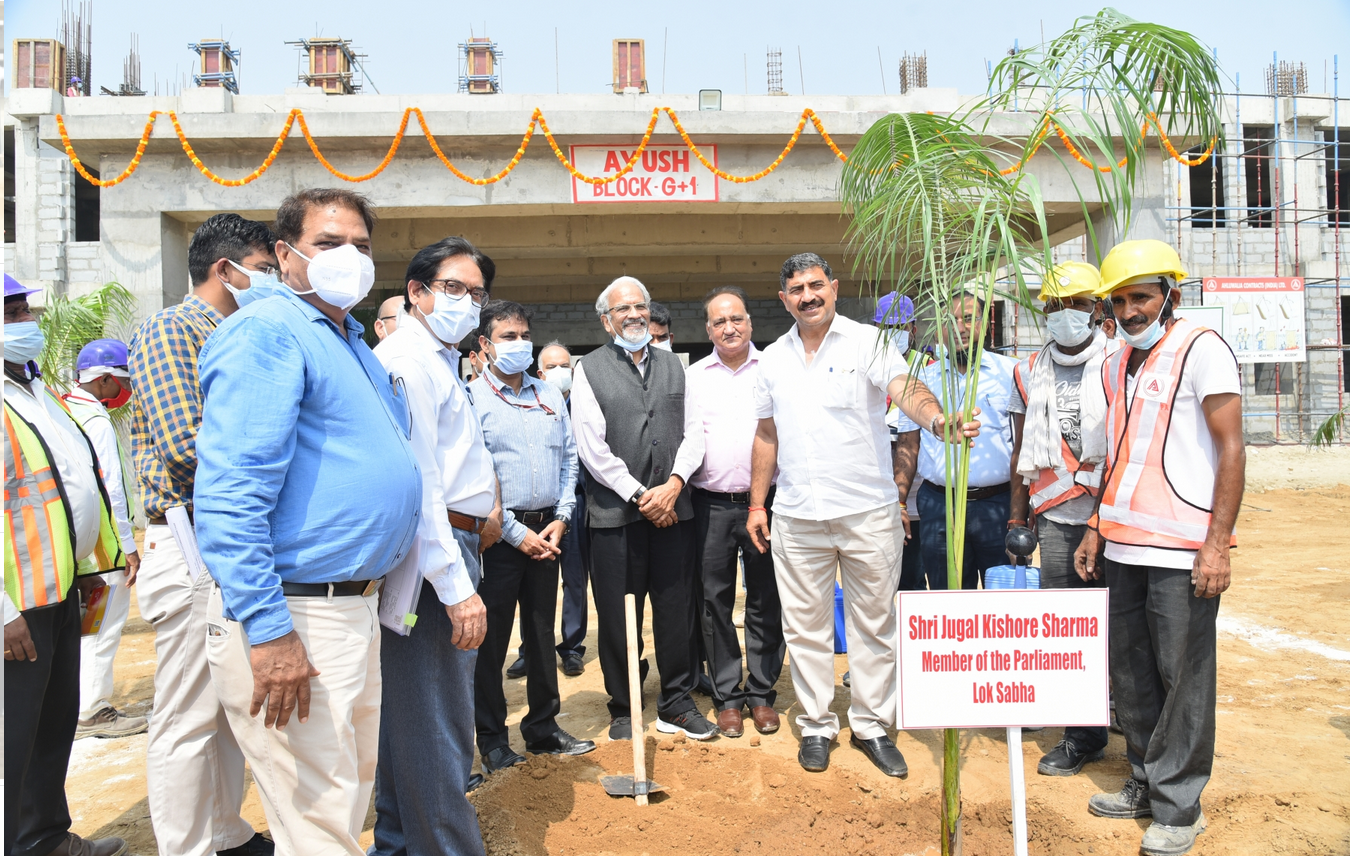 AYUSH
BLOCK - G+1
Shri Jugal Kishore Sharma
Member of the Parliament,
Lok Sabha